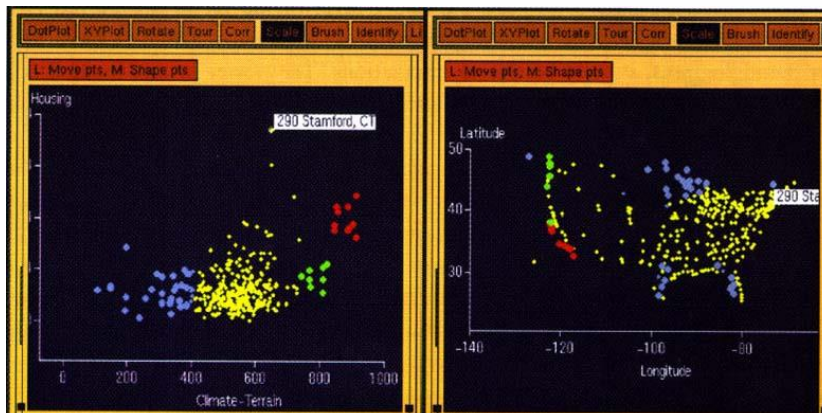 DotPlot XYPlot Rotate Tour Corr Scale Brush Identify Li
L: Move pts, M: Shape pts
Housing
290 Stamford, CT
0 200 400 600 800 1000
Climate-Terrain
DotPlot XYPlot Rotate Tour Corr Scale Brush Identify
L: Move pts, M: Shape pts
Latitude
50
290 Sta
40
30
-140 -120 -100 -80
Longitude